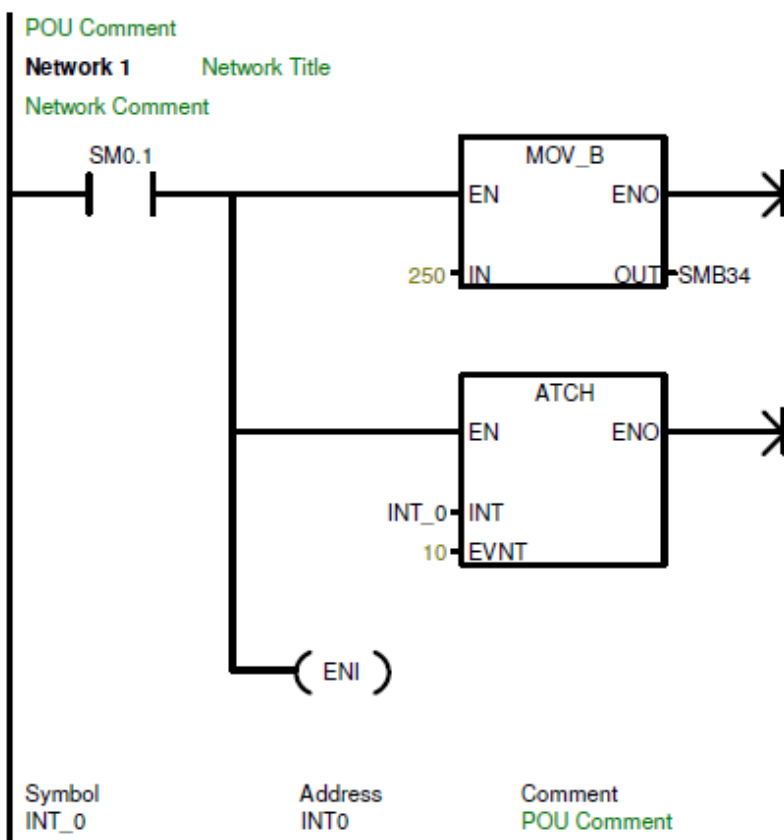 POU Comment
Network 1 Network Title
Network Comment
SM0.1
MOV_B
EN ENO
250 IN OUT SMB34
ATCH
EN ENO
INT_0 INT
10 EVNT
ENI
Symbol Address Comment
INT_0 INT0 POU Comment